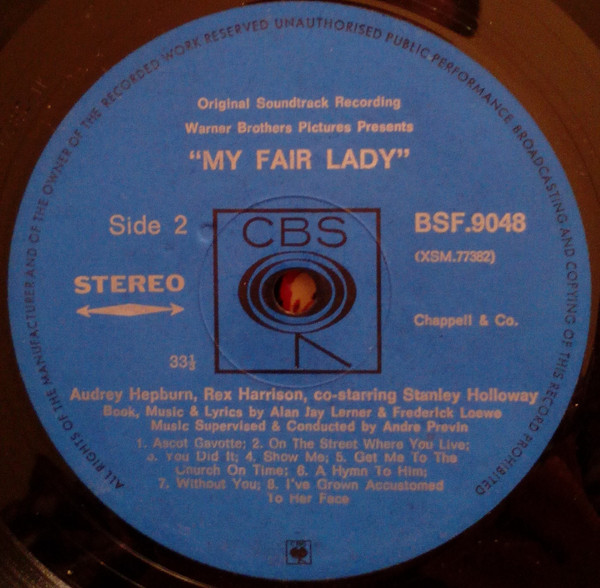 ALL RIGHTS OF THE MANUFACTURER AND OF THE OWNER OF THE RECORDED WORK RESERVED UNAUTHORISED PUBLIC PERFORMANCE BROADCASTING AND COPYING OF THIS RECORD PROHIBITED
Original Soundtrack Recording
Warner Brothers Pictures Presents
“MY FAIR LADY”
Side 2
CBS
BSF.9048
(XSM.77382)
STEREO
Chappell & Co.
33⅓
Audrey Hepburn, Rex Harrison, co-starring Stanley Holloway
Book, Music & Lyrics by Alan Jay Lerner & Frederick Loewe
Music Supervised & Conducted by Andre Previn
1. Ascot Gavotte; 2. On The Street Where You Live;
3. You Did It; 4. Show Me; 5. Get Me To The
Church On Time; 6. A Hymn To Him;
7. Without You; 8. I've Grown Accustomed
To Her Face